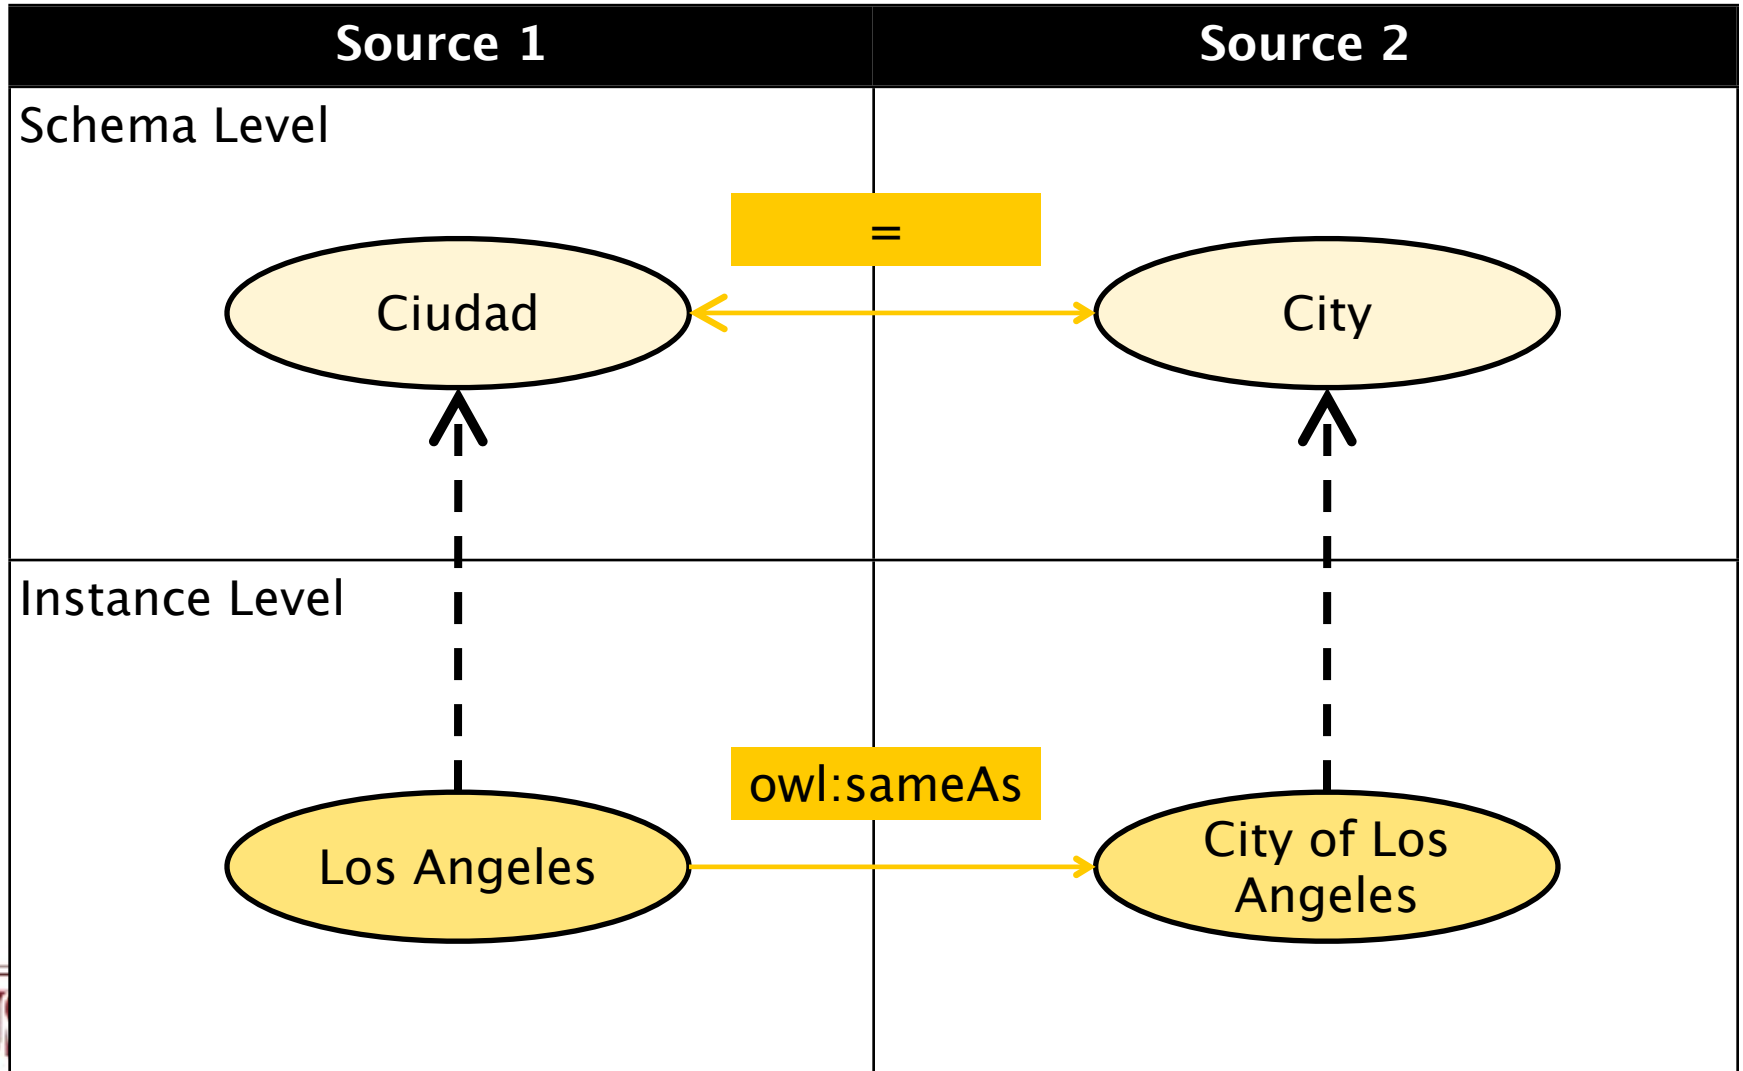 Source 1
Source 2
Schema Level
=
Ciudad
City
Instance Level
owl:sameAs
Los Angeles
City of Los
Angeles